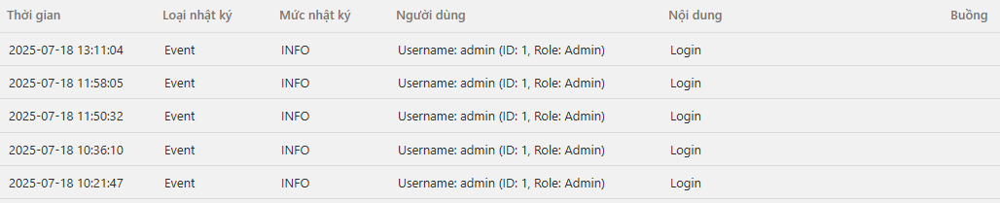 Thời gian Loại nhật ký Mức nhật ký Người dùng Nội dung Buồng
2025-07-18 13:11:04 Event INFO Username: admin (ID: 1, Role: Admin) Login
2025-07-18 11:58:05 Event INFO Username: admin (ID: 1, Role: Admin) Login
2025-07-18 11:50:32 Event INFO Username: admin (ID: 1, Role: Admin) Login
2025-07-18 10:36:10 Event INFO Username: admin (ID: 1, Role: Admin) Login
2025-07-18 10:21:47 Event INFO Username: admin (ID: 1, Role: Admin) Login